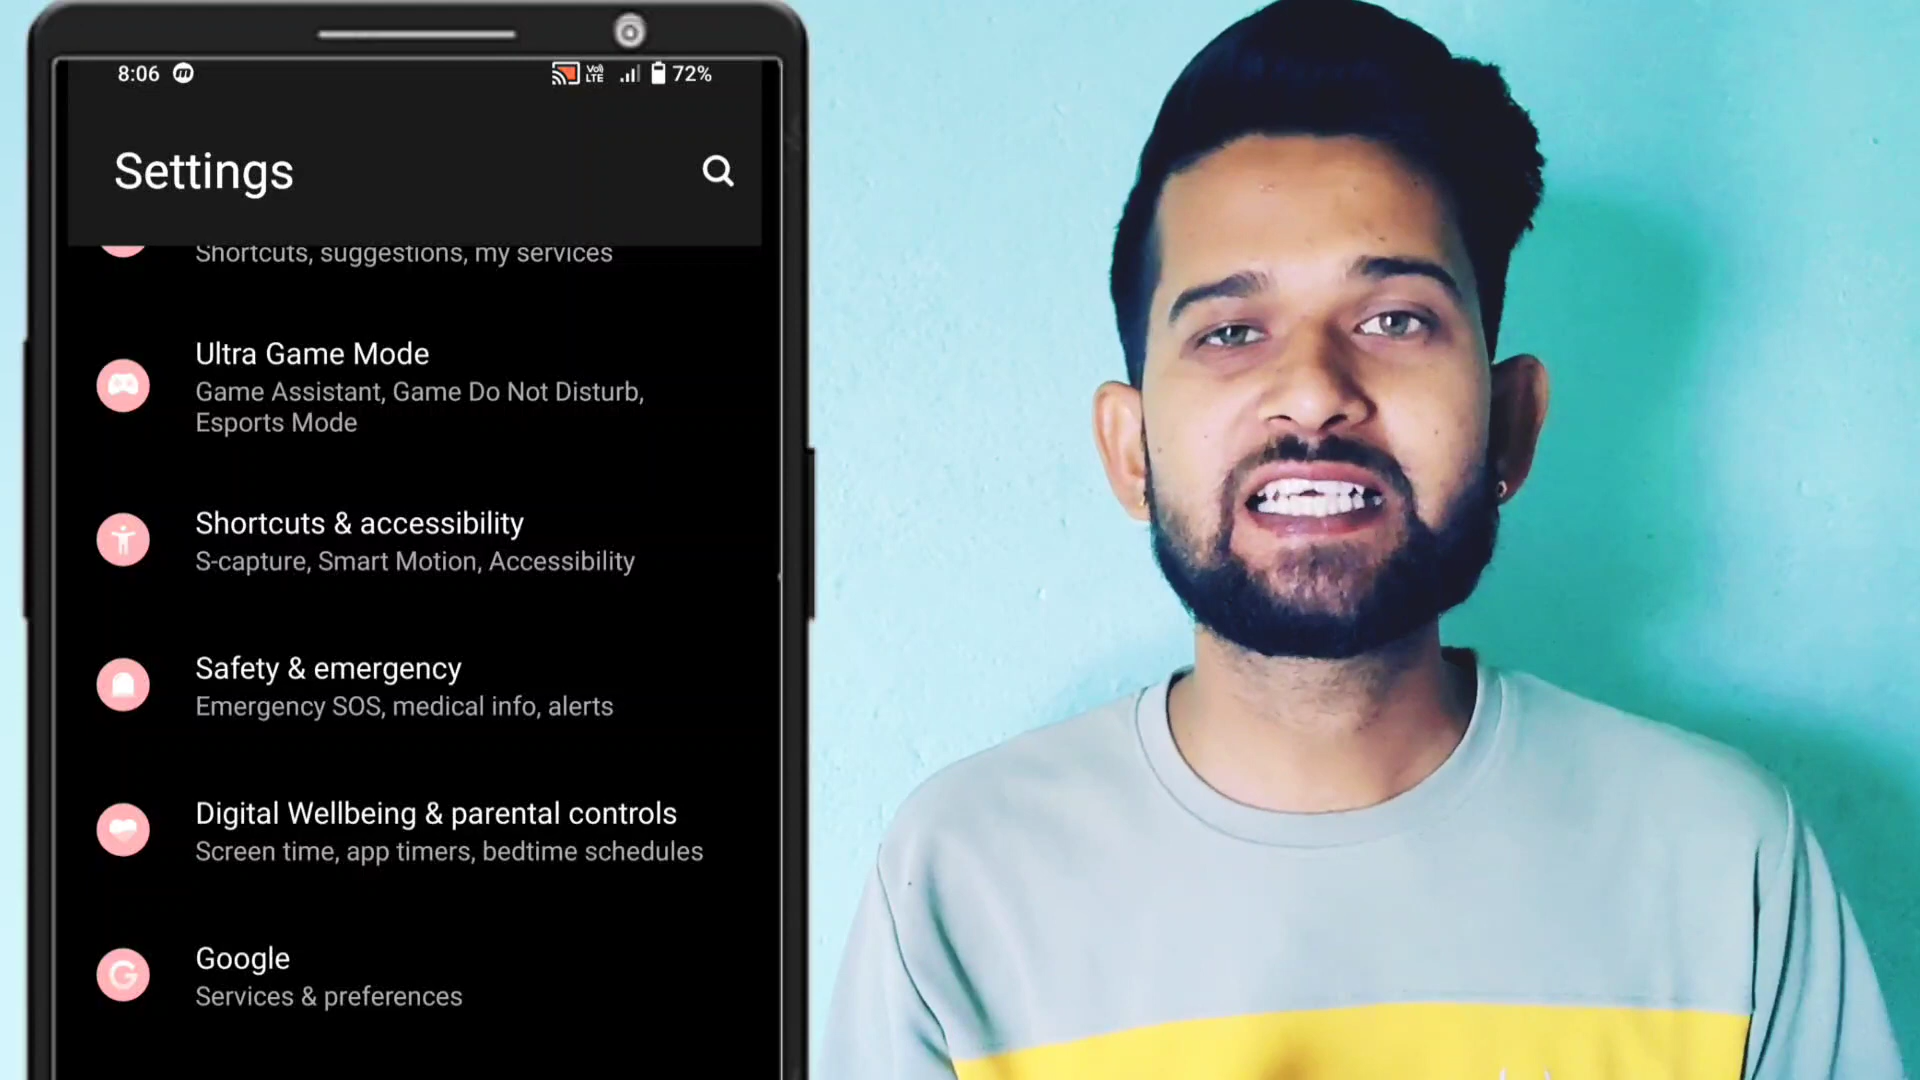 8:06 m Vo) LTE 72%
Settings
Shortcuts, suggestions, my services
Ultra Game Mode
Game Assistant, Game Do Not Disturb,
Esports Mode
Shortcuts & accessibility
S-capture, Smart Motion, Accessibility
Safety & emergency
Emergency SOS, medical info, alerts
Digital Wellbeing & parental controls
Screen time, app timers, bedtime schedules
Google
Services & preferences